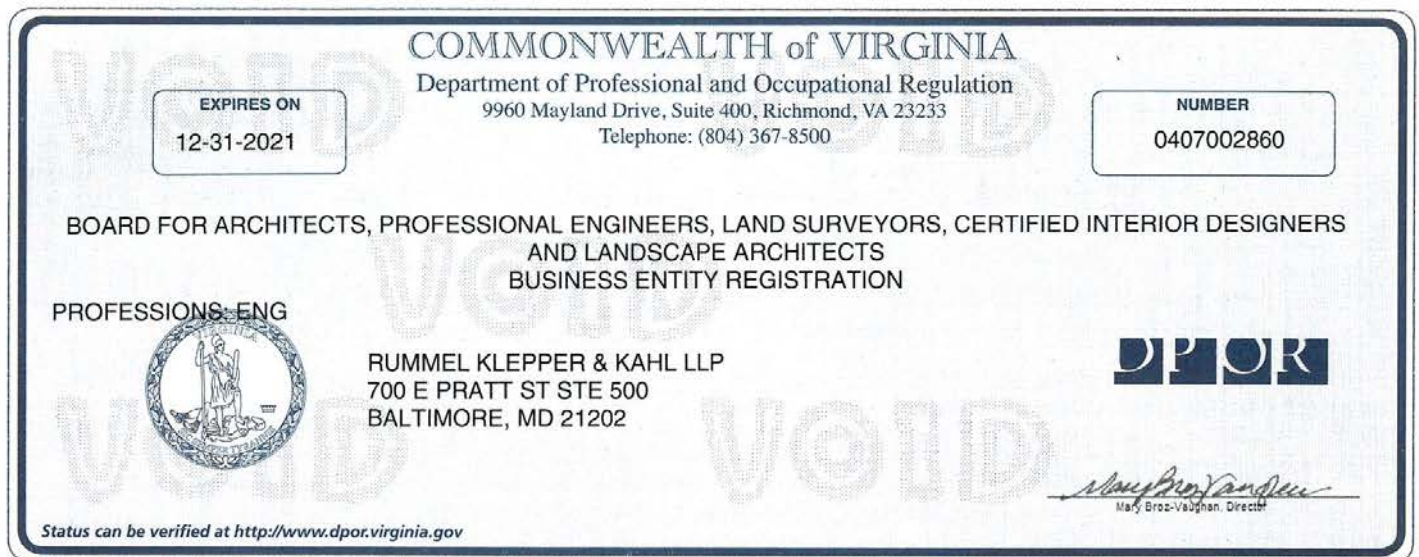 COMMONWEALTH of VIRGINIA
Department of Professional and Occupational Regulation
9960 Mayland Drive, Suite 400, Richmond, VA 23233
Telephone: (804) 367-8500
EXPIRES ON
12-31-2021
NUMBER
0407002860
BOARD FOR ARCHITECTS, PROFESSIONAL ENGINEERS, LAND SURVEYORS, CERTIFIED INTERIOR DESIGNERS
AND LANDSCAPE ARCHITECTS
BUSINESS ENTITY REGISTRATION
PROFESSIONS: ENG
VIRGINIA
RUMMEL KLEPPER & KAHL LLP
700 E PRATT ST STE 500
BALTIMORE, MD 21202
DPOR
Mary Broz-Vaughan, Director
Status can be verified at http://www.dpor.virginia.gov
VOID
VOID
VOID
VOID
VOID